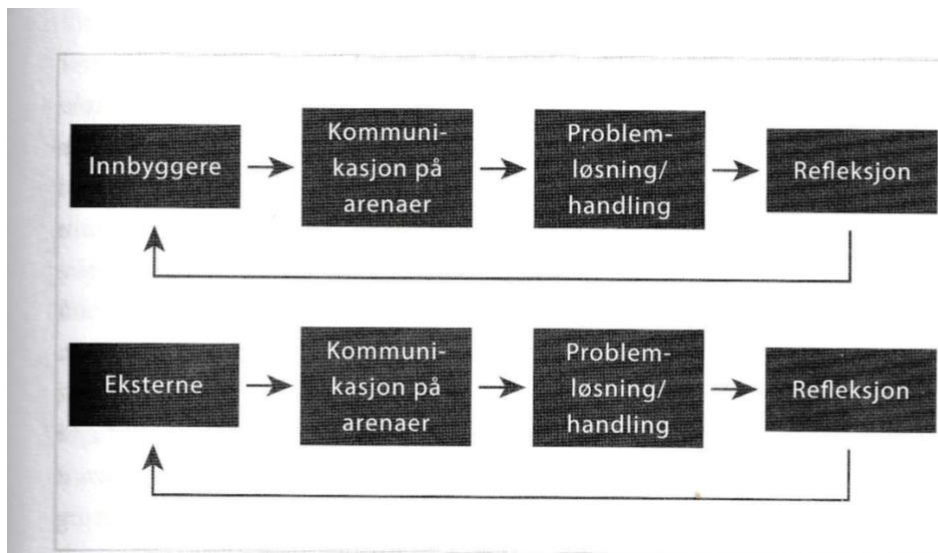 Innbyggere
Kommuni-
kasjon på
arenaer
Problem-
løsning/
handling
Refleksjon
Eksterne
Kommuni-
kasjon på
arenaer
Problem-
løsning/
handling
Refleksjon